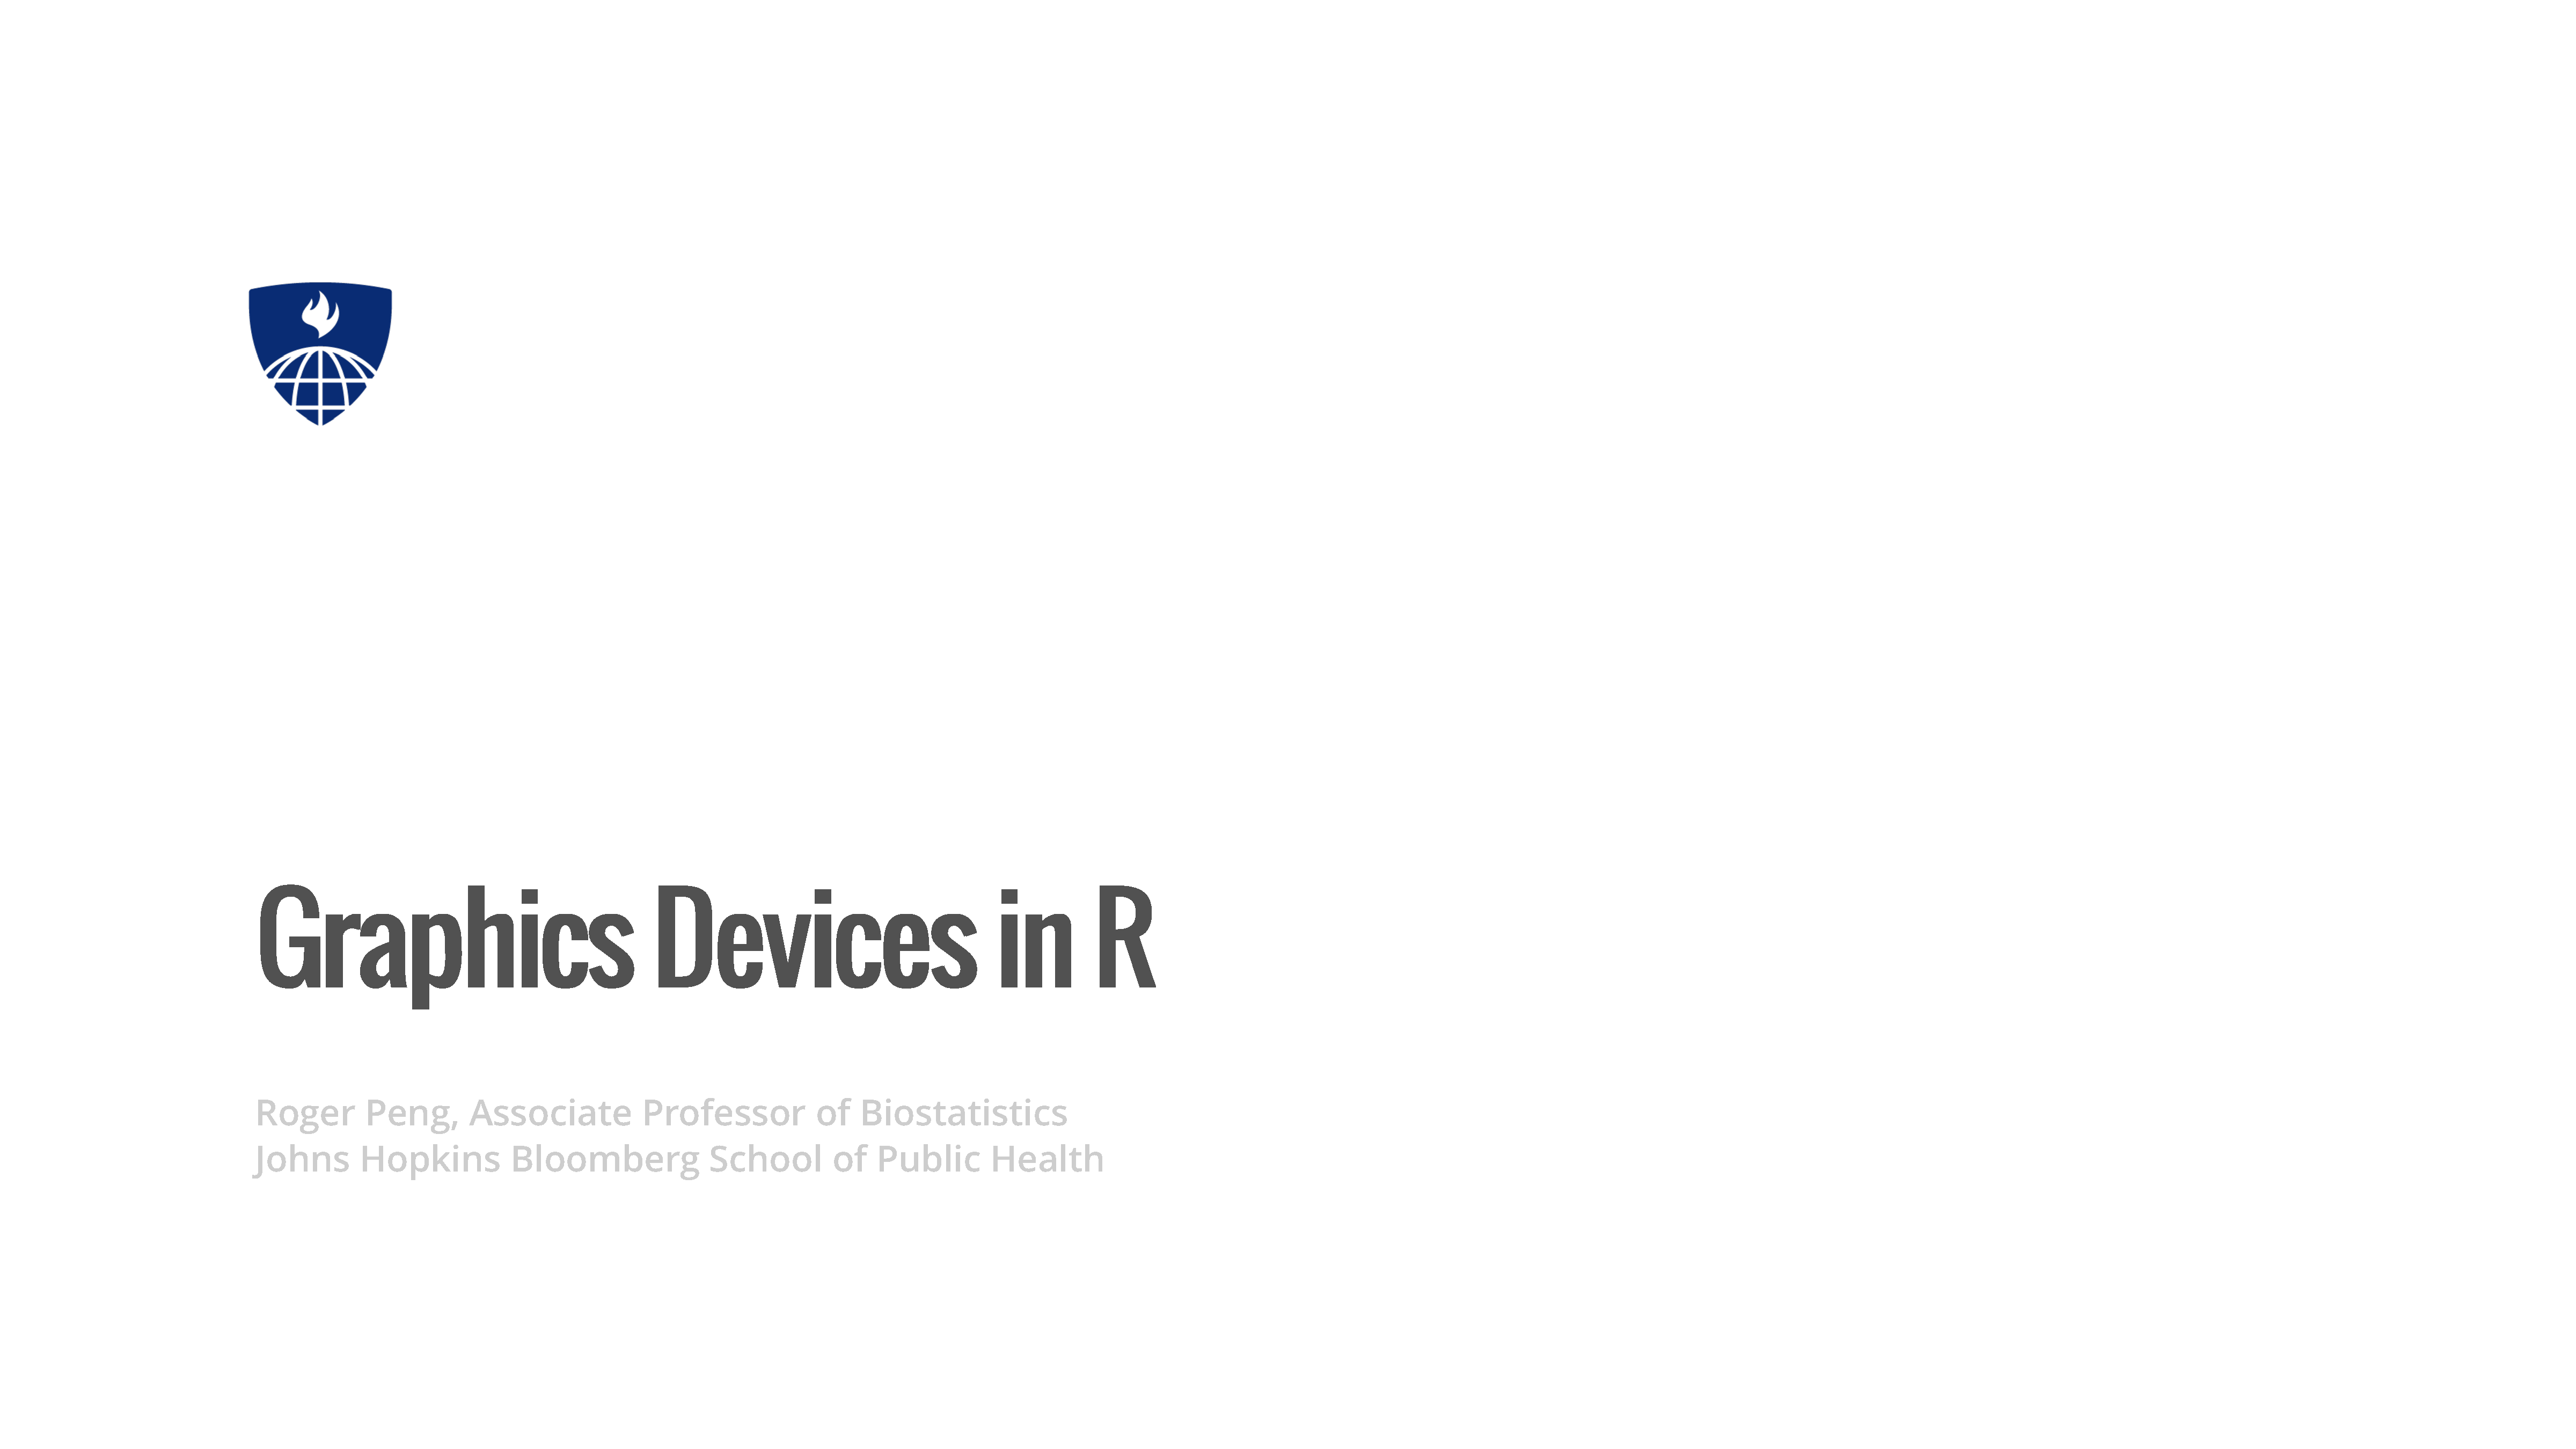 Graphics Devices in R
Roger Peng, Associate Professor of Biostatistics
Johns Hopkins Bloomberg School of Public Health